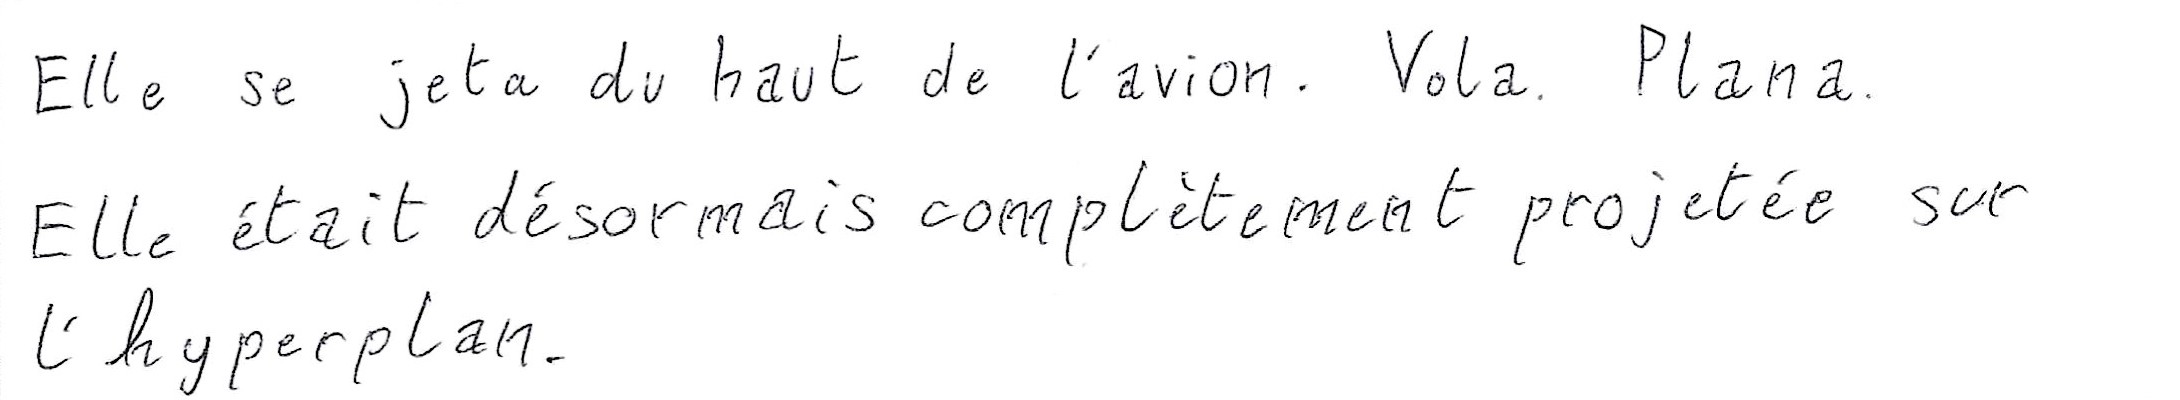 Elle se jeta du haut de l'avion. Vola. Plana.
Elle était désormais complètement projetée sur
l'hyperplan.